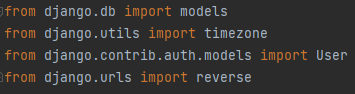 from django.db import models
from django.utils import timezone
from django.contrib.auth.models import User
from django.urls import reverse